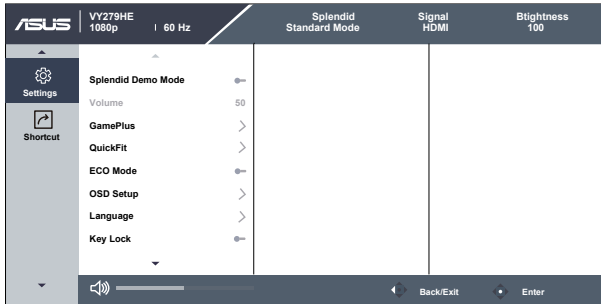 ASUS
VY279HE
1080p | 60 Hz
Splendid
Standard Mode
Signal
HDMI
Btightness
100
Settings
Shortcut
Splendid Demo Mode
Volume 50
GamePlus
QuickFit
ECO Mode
OSD Setup
Language
Key Lock
Back/Exit
Enter